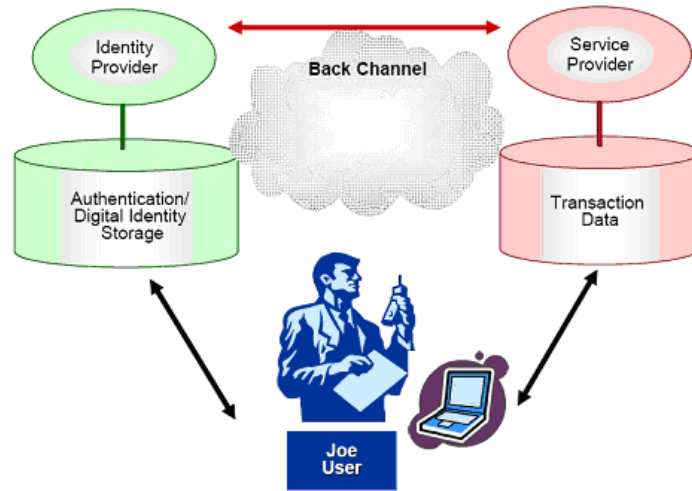 Identity
Provider
Back Channel
Service
Provider
Authentication/
Digital Identity
Storage
Transaction
Data
Joe
User